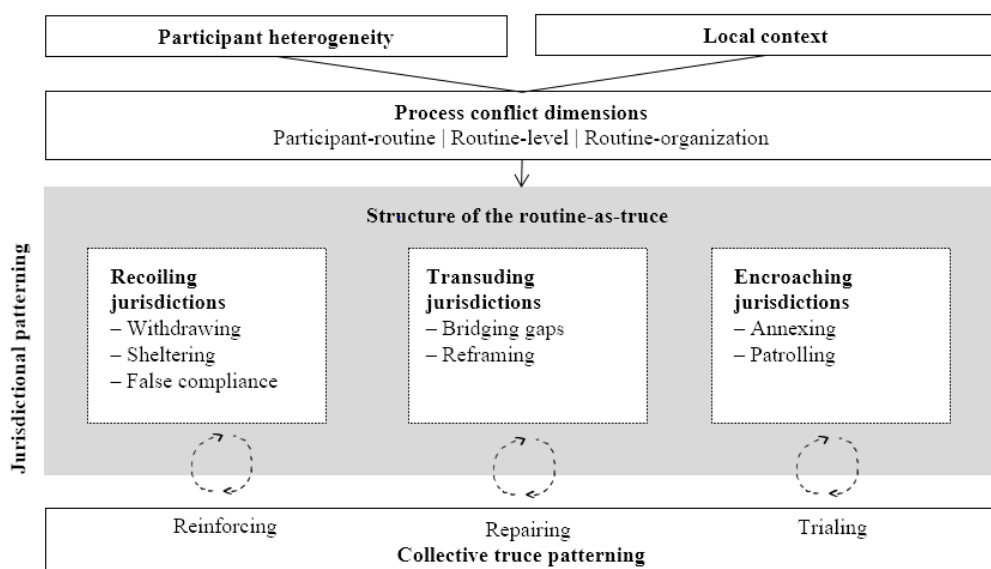 Participant heterogeneity
Local context
Process conflict dimensions
Participant-routine | Routine-level | Routine-organization
Jurisdictional patterning
Structure of the routine-as-truce
Recoiling
jurisdictions
– Withdrawing
– Sheltering
– False compliance
Transuding
jurisdictions
– Bridging gaps
– Reframing
Encroaching
jurisdictions
– Annexing
– Patrolling
Reinforcing
Repairing
Trialing
Collective truce patterning